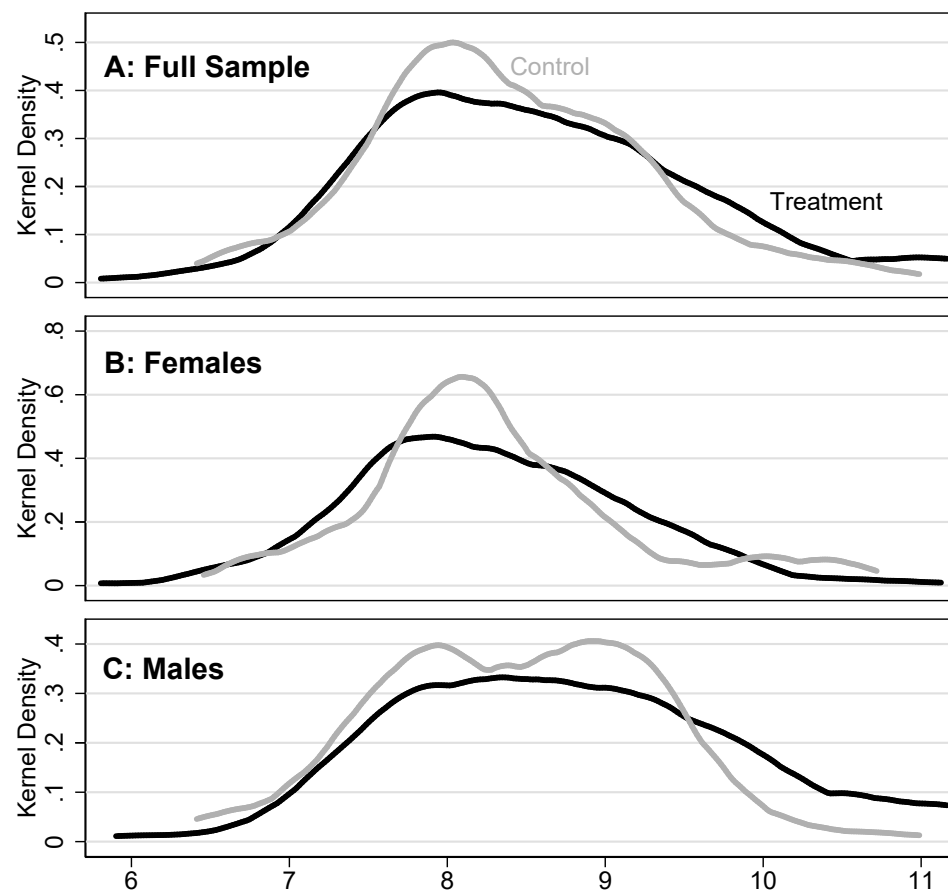 A: Full Sample
Control
Treatment
Kernel Density
.5
.4
.3
.2
.1
0
B: Females
Kernel Density
.8
.6
.4
.2
0
C: Males
Kernel Density
.4
.3
.2
.1
0
6 7 8 9 10 11